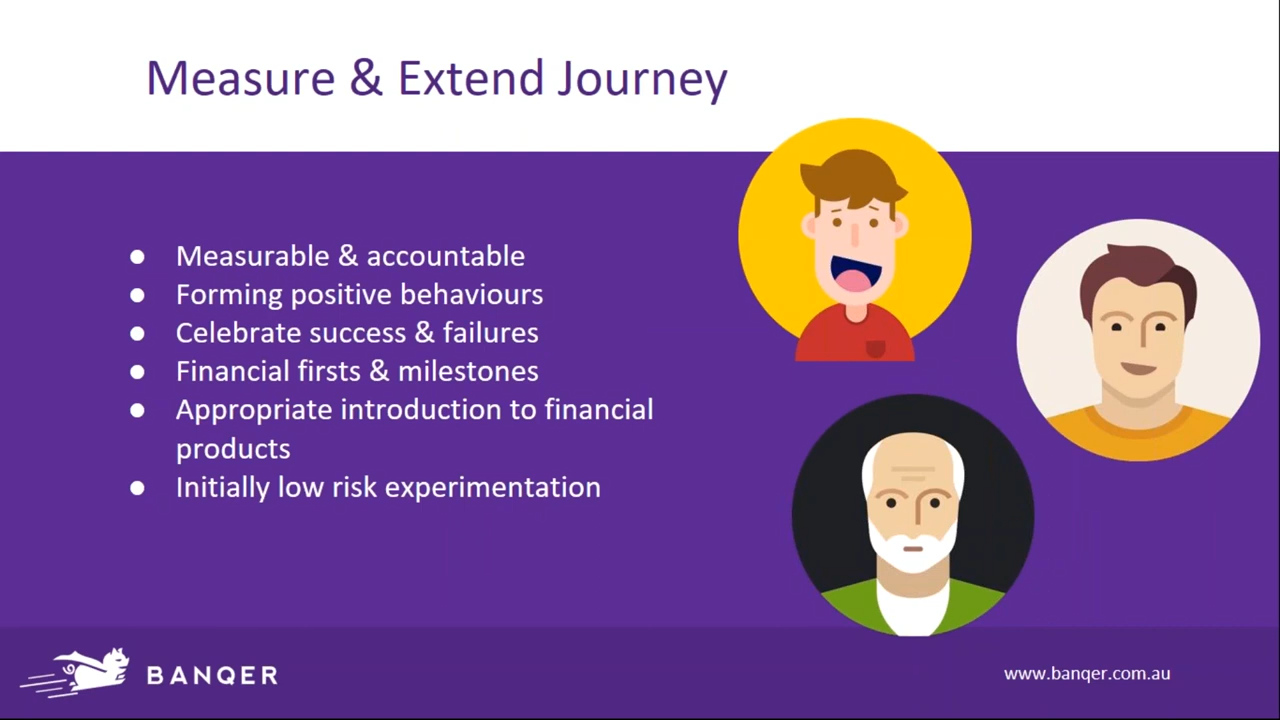 Measure & Extend Journey
● Measurable & accountable
● Forming positive behaviours
● Celebrate success & failures
● Financial firsts & milestones
● Appropriate introduction to financial
products
● Initially low risk experimentation
BANQER
www.banqer.com.au